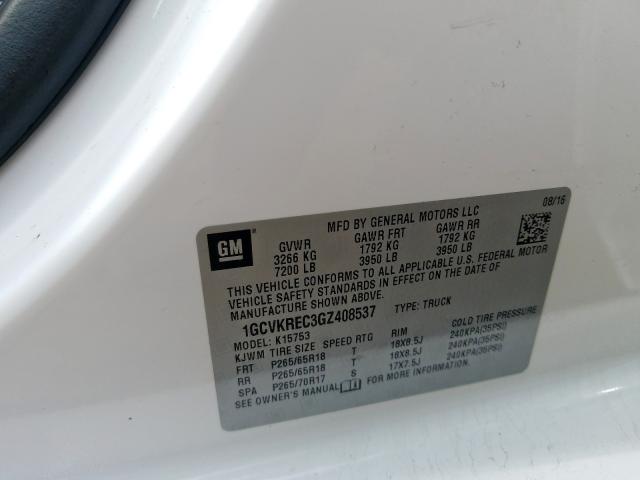 08/16
MFD BY GENERAL MOTORS LLC
GM
GVWR GAWR FRT GAWR RR
3266 KG 1792 KG 1792 KG
7200 LB 3950 LB 3950 LB
THIS VEHICLE CONFORMS TO ALL APPLICABLE U.S. FEDERAL MOTOR
VEHICLE SAFETY STANDARDS IN EFFECT ON THE DATE OF
MANUFACTURE SHOWN ABOVE.
1GCVKREC3GZ408537 TYPE: TRUCK
MODEL: K15753
KJWM TIRE SIZE SPEED RTG RIM COLD TIRE PRESSURE
FRT P265/65R18 T 18X8.5J 240KPA(35PSI)
RR P265/65R18 T 18X8.5J 240KPA(35PSI)
SPA P265/70R17 S 17X7.5J 240KPA(35PSI)
SEE OWNER'S MANUAL FOR MORE INFORMATION.